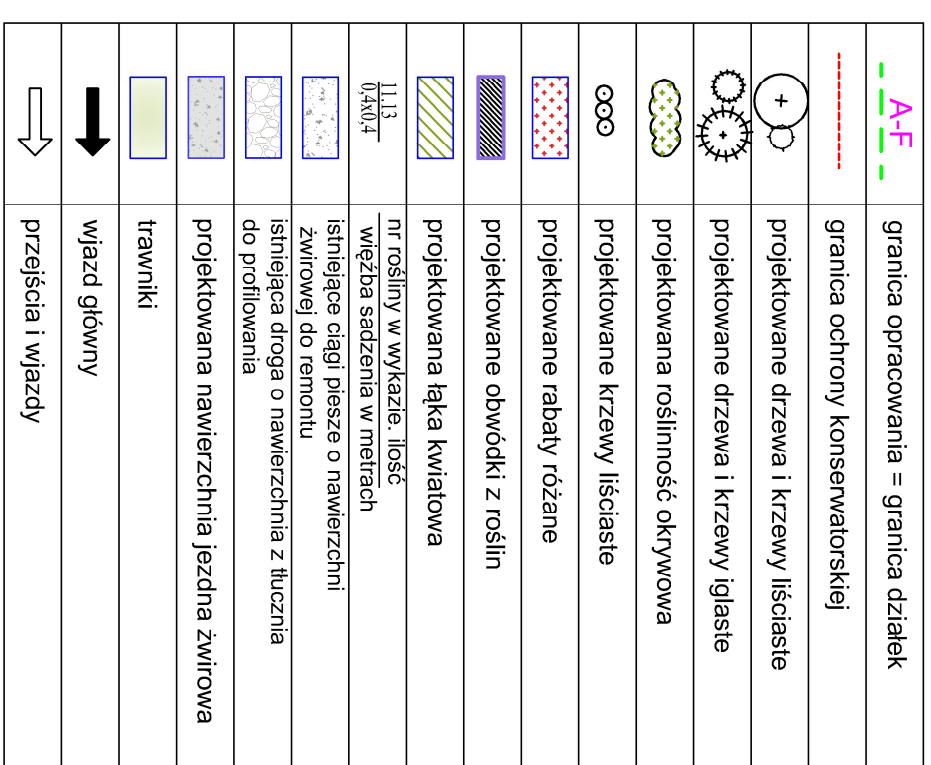 A-F
granica opracowania = granica działek
granica ochrony konserwatorskiej
projektowane drzewa i krzewy liściaste
projektowane drzewa i krzewy iglaste
projektowana roślinność okrywowa
projektowane krzewy liściaste
projektowane rabaty różane
projektowane obwódki z roślin
projektowana łąka kwiatowa
11.13
0,4x0,4
nr rośliny w wykazie. ilość
więźba sadzenia w metrach
istniejące ciągi piesze o nawierzchni
żwirowej do remontu
istniejąca droga o nawierzchnia z tłucznia
do profilowania
projektowana nawierzchnia jezdna żwirowa
trawniki
wjazd główny
przejścia i wjazdy